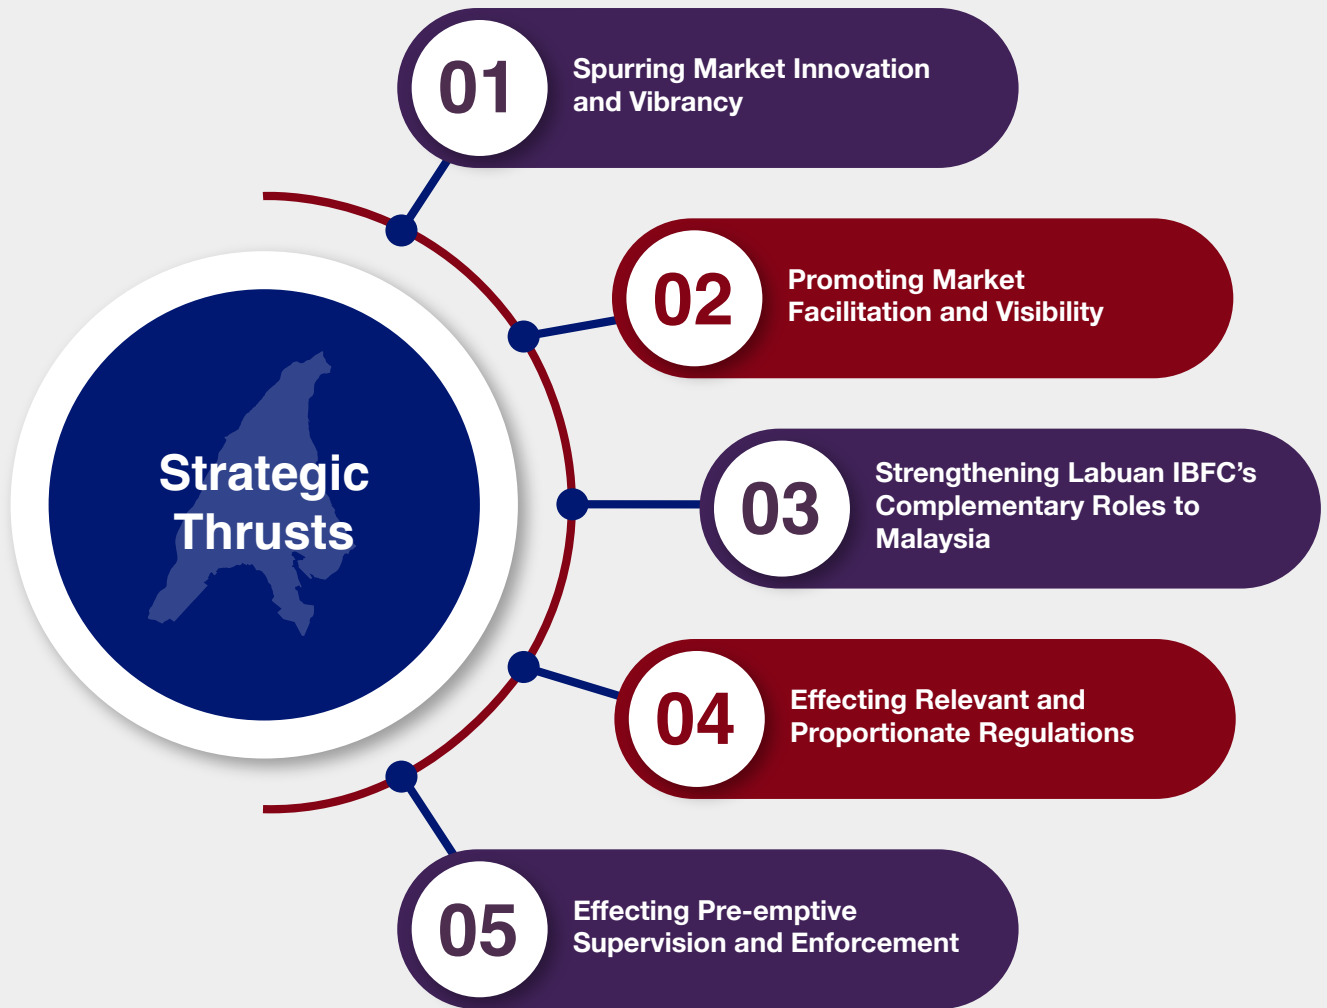 Strategic
Thrusts
01
Spurring Market Innovation
and Vibrancy
02
Promoting Market
Facilitation and Visibility
03
Strengthening Labuan IBFC’s
Complementary Roles to
Malaysia
04
Effecting Relevant and
Proportionate Regulations
05
Effecting Pre-emptive
Supervision and Enforcement